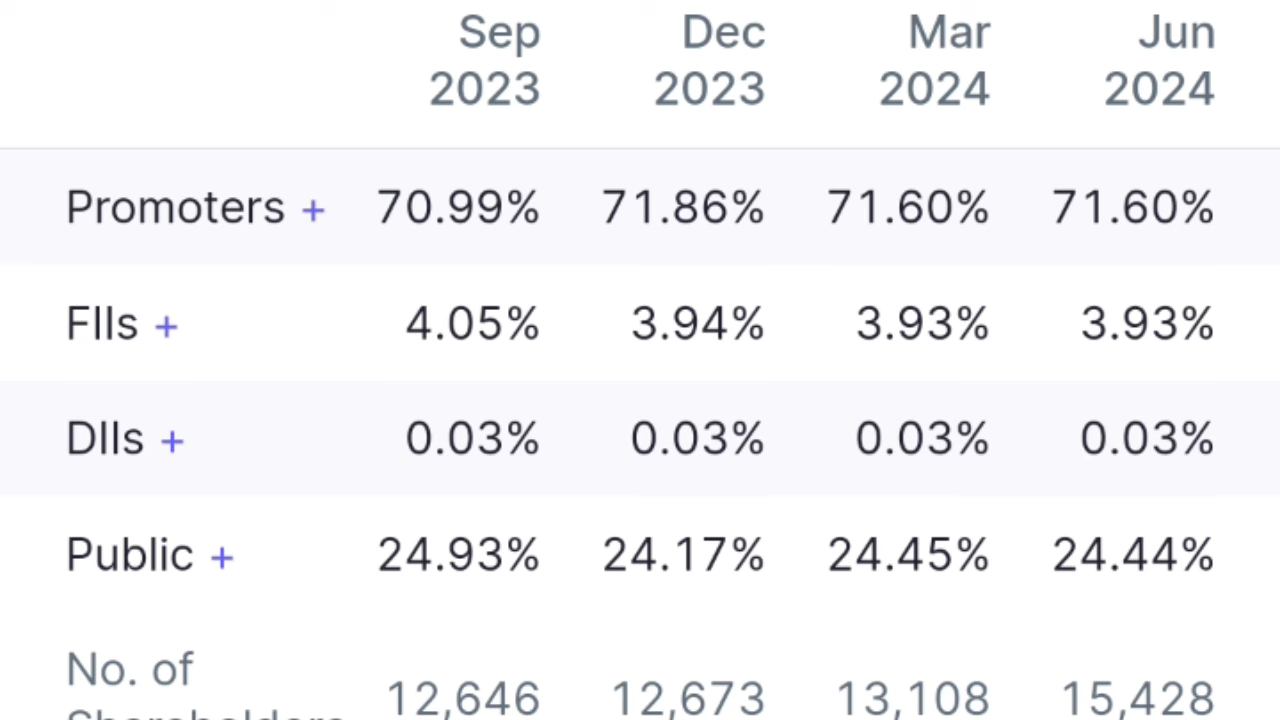 Sep Dec Mar Jun
2023 2023 2024 2024
Promoters + 70.99% 71.86% 71.60% 71.60%
FIIs + 4.05% 3.94% 3.93% 3.93%
DIIs + 0.03% 0.03% 0.03% 0.03%
Public + 24.93% 24.17% 24.45% 24.44%
No. of
12,646 12,673 13,108 15,428
Shareholders